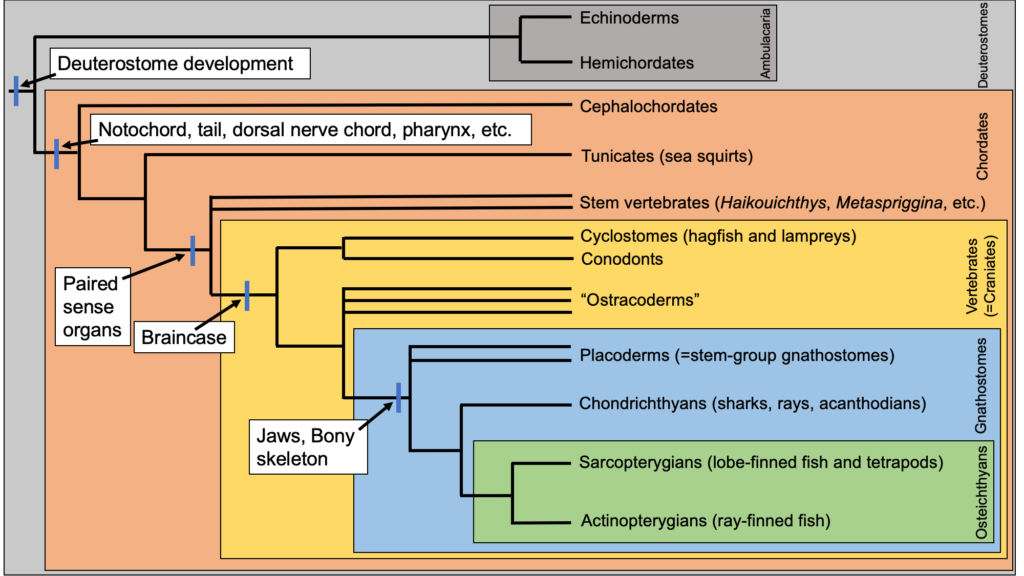 Echinoderms
Hemichordates
Ambulacaria
Deuterostomes
Deuterostome development
Cephalochordates
Notochord, tail, dorsal nerve chord, pharynx, etc.
Chordates
Tunicates (sea squirts)
Stem vertebrates (Haikouichthys, Metaspriggina, etc.)
Cyclostomes (hagfish and lampreys)
Conodonts
Vertebrates
(=Craniates)
Paired
sense
organs
Braincase
“Ostracoderms”
Placoderms (=stem-group gnathostomes)
Gnathostomes
Chondrichthyans (sharks, rays, acanthodians)
Jaws, Bony
skeleton
Sarcopterygians (lobe-finned fish and tetrapods)
Actinopterygians (ray-finned fish)
Osteichthyans